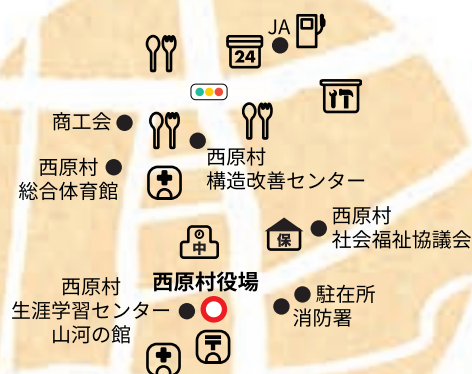 JA
24
商工会
西原村
構造改善センター
西原村
総合体育館
西原村
社会福祉協議会
中
保
西原村役場
西原村
生涯学習センター
山河の館
駐在所
消防署